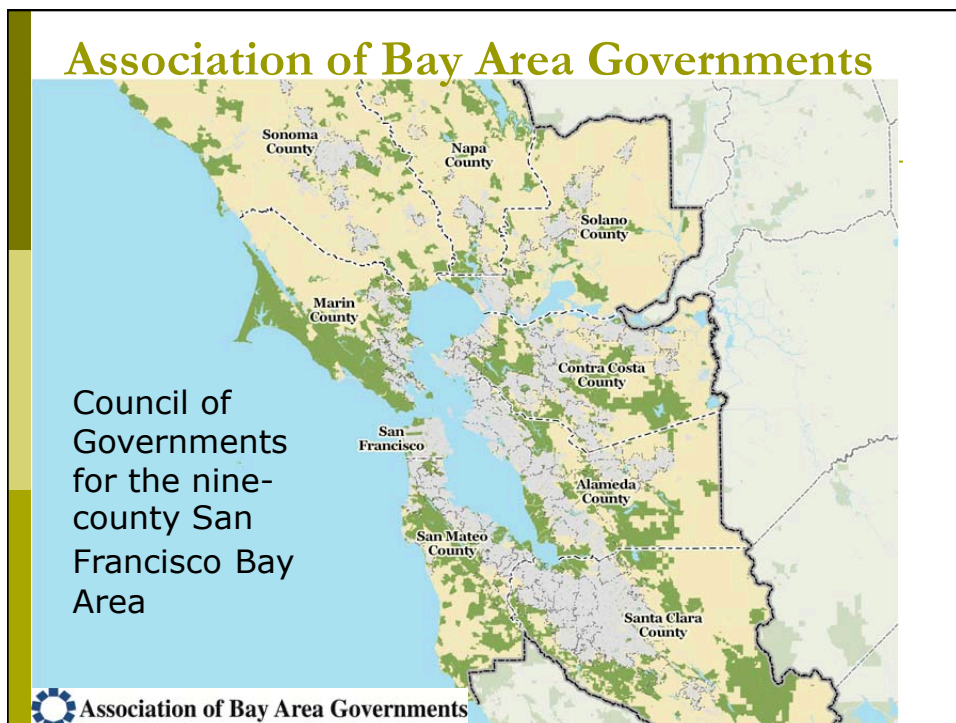 Association of Bay Area Governments
Sonoma
County
Napa
County
Solano
County
Marin
County
Contra Costa
County
Council of
Governments
for the nine-
county San
Francisco Bay
Area
San
Francisco
Alameda
County
San Mateo
County
Santa Clara
County
Association of Bay Area Governments